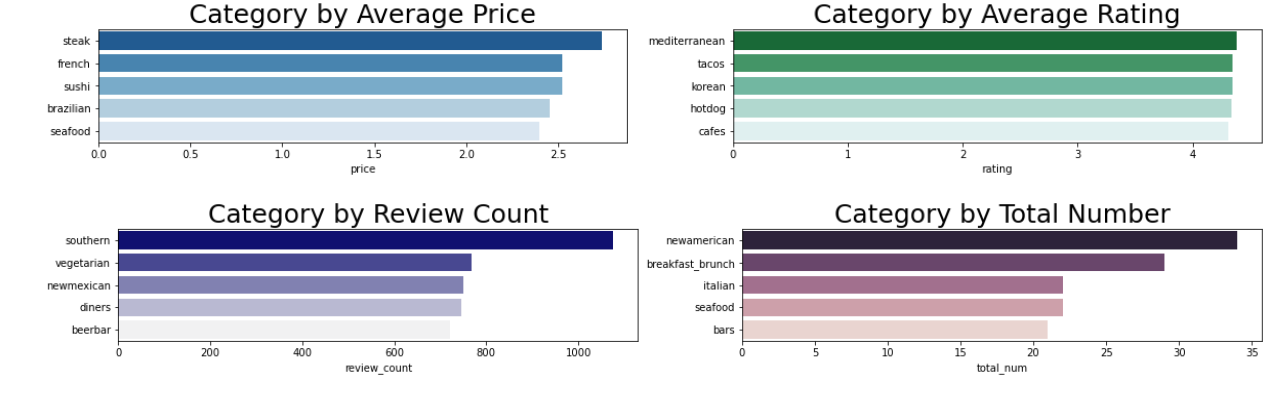 Category by Average Price
steak
french
sushi
brazilian
seafood
0.0 0.5 1.0 1.5 2.0 2.5
price
Category by Average Rating
mediterranean
tacos
korean
hotdog
cafes
0 1 2 3 4
rating
Category by Review Count
southern
vegetarian
newmexican
diners
beerbar
0 200 400 600 800 1000
review_count
Category by Total Number
newamerican
breakfast_brunch
italian
seafood
bars
0 5 10 15 20 25 30 35
total_num